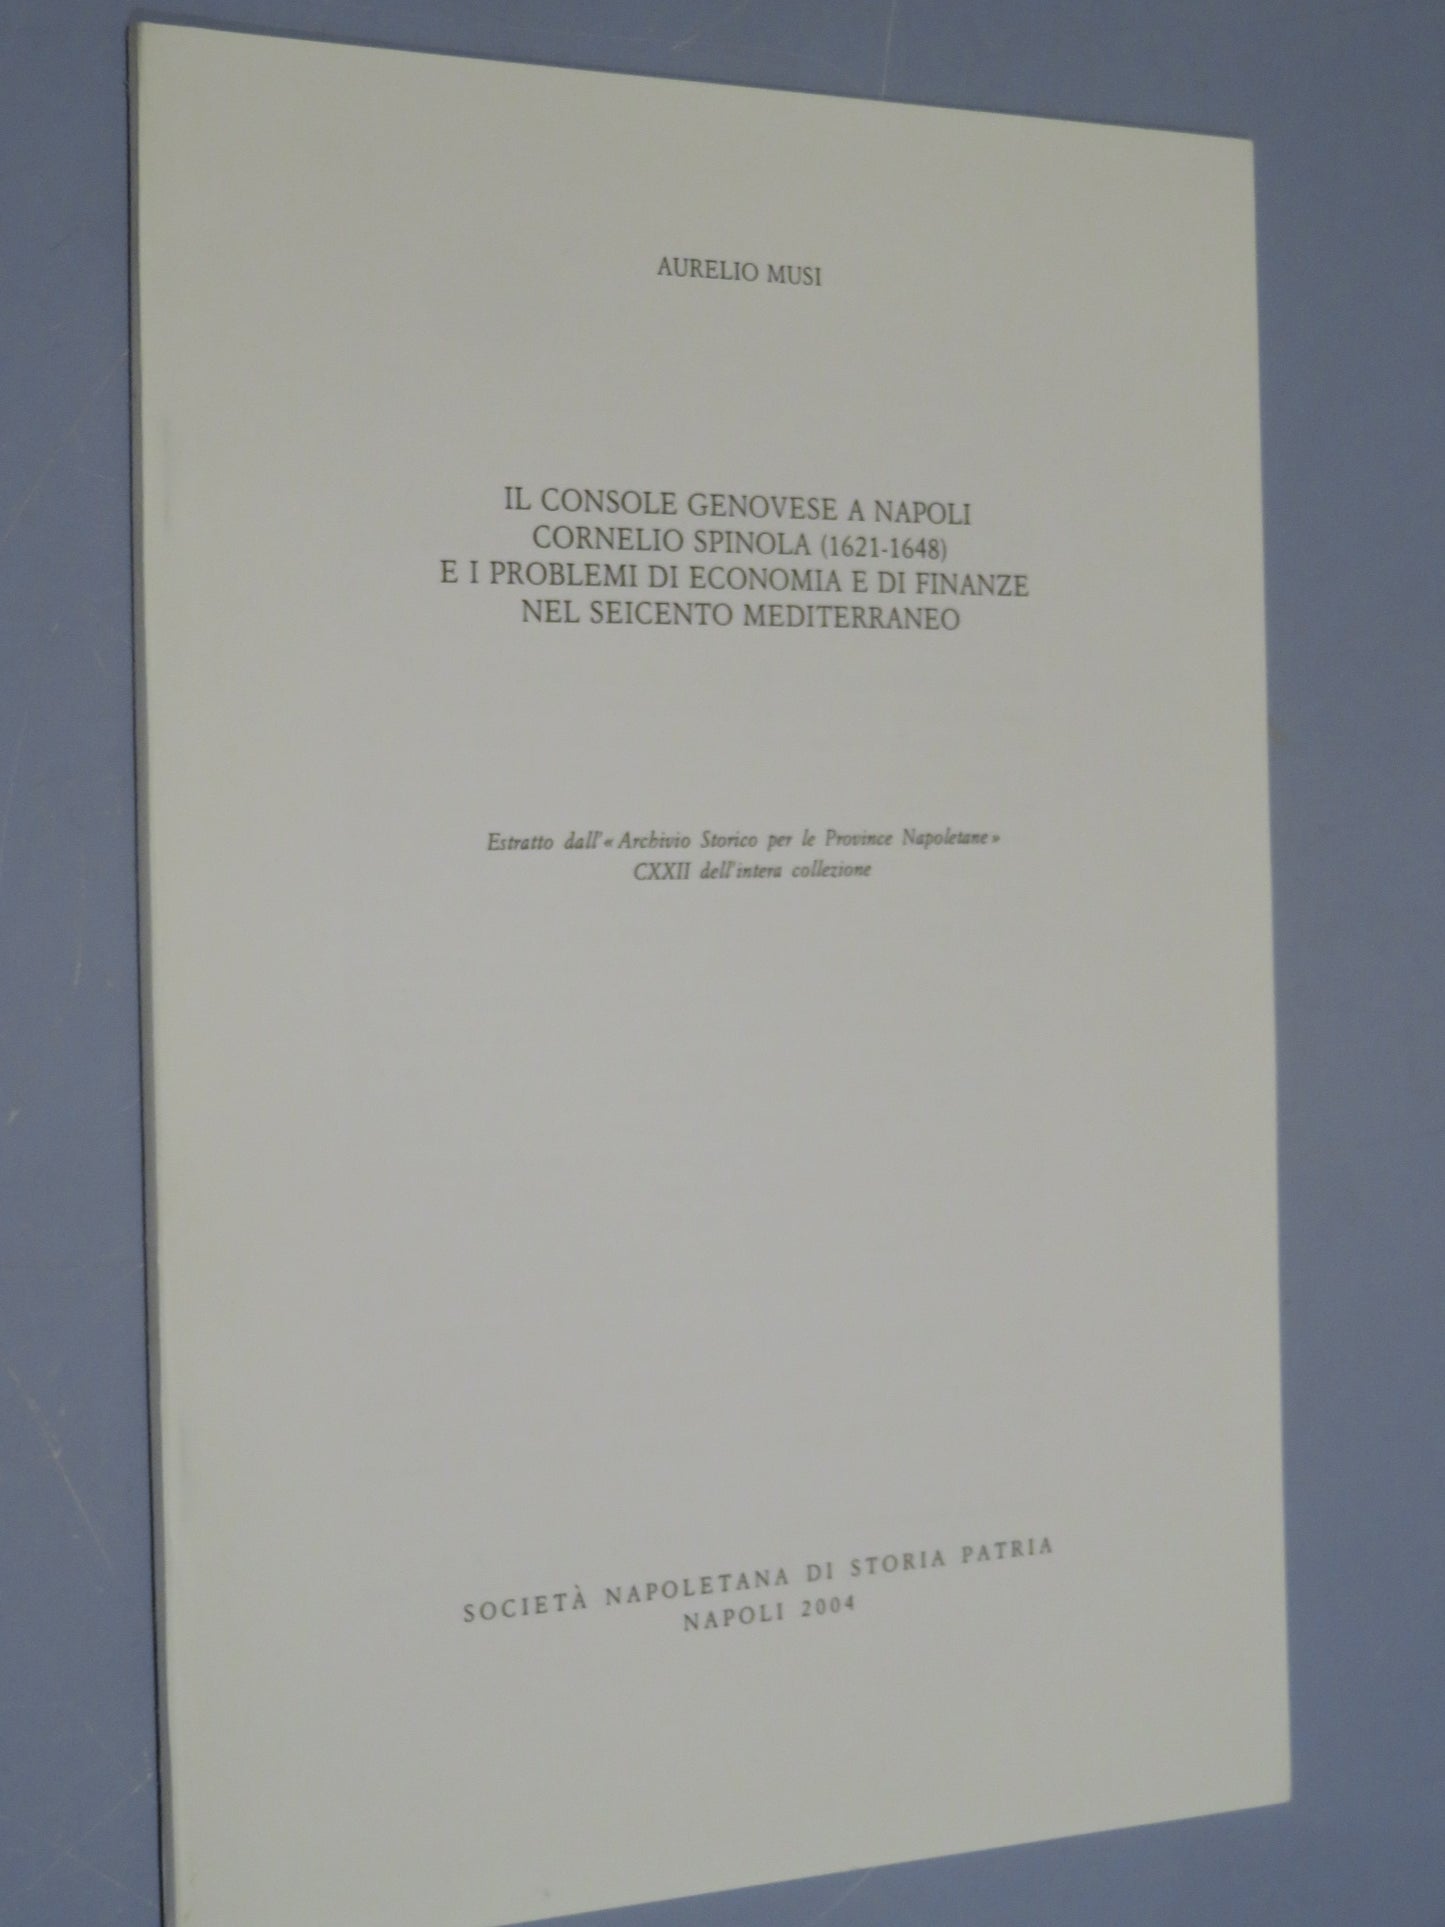 AURELIO MUSI
IL CONSOLE GENOVESE A NAPOLI
CORNELIO SPINOLA (1621-1648)
E I PROBLEMI DI ECONOMIA E DI FINANZE
NEL SEICENTO MEDITERRANEO
Estratto dall'« Archivio Storico per le Province Napoletane »
CXXII dell'intera collezione
SOCIETÀ NAPOLETANA DI STORIA PATRIA
NAPOLI 2004